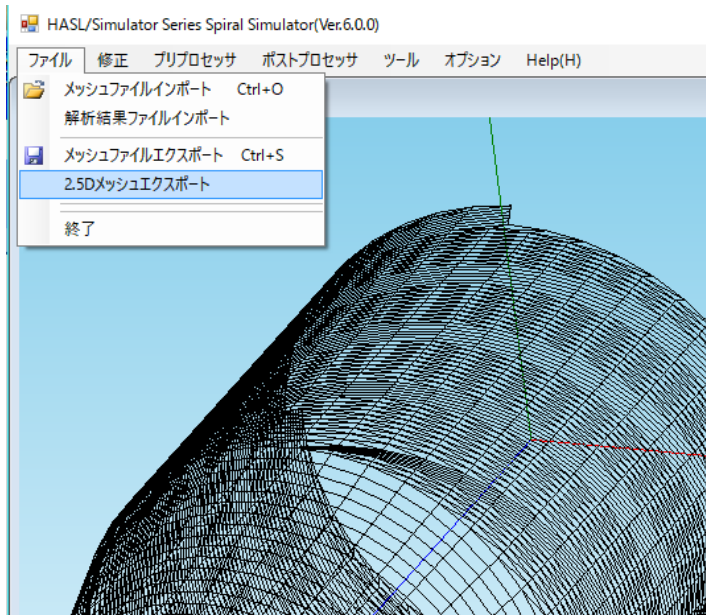 HASL/Simulator Series Spiral Simulator(Ver.6.0.0)
ファイル 修正 プリプロセッサ ポストプロセッサ ツール オプション Help(H)
メッシュファイルインポート Ctrl+O
解析結果ファイルインポート
メッシュファイルエクスポート Ctrl+S
2.5Dメッシュエクスポート
終了